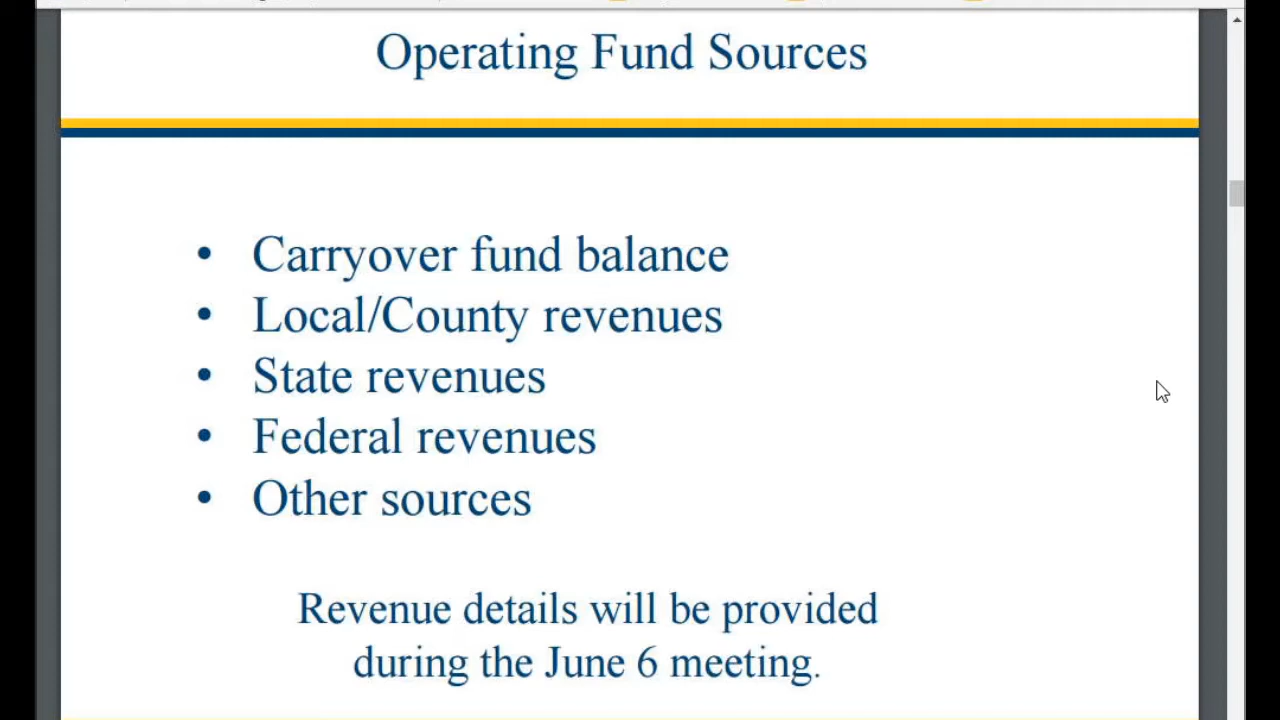 Operating Fund Sources
• Carryover fund balance
• Local/County revenues
• State revenues
• Federal revenues
• Other sources
Revenue details will be provided
during the June 6 meeting.